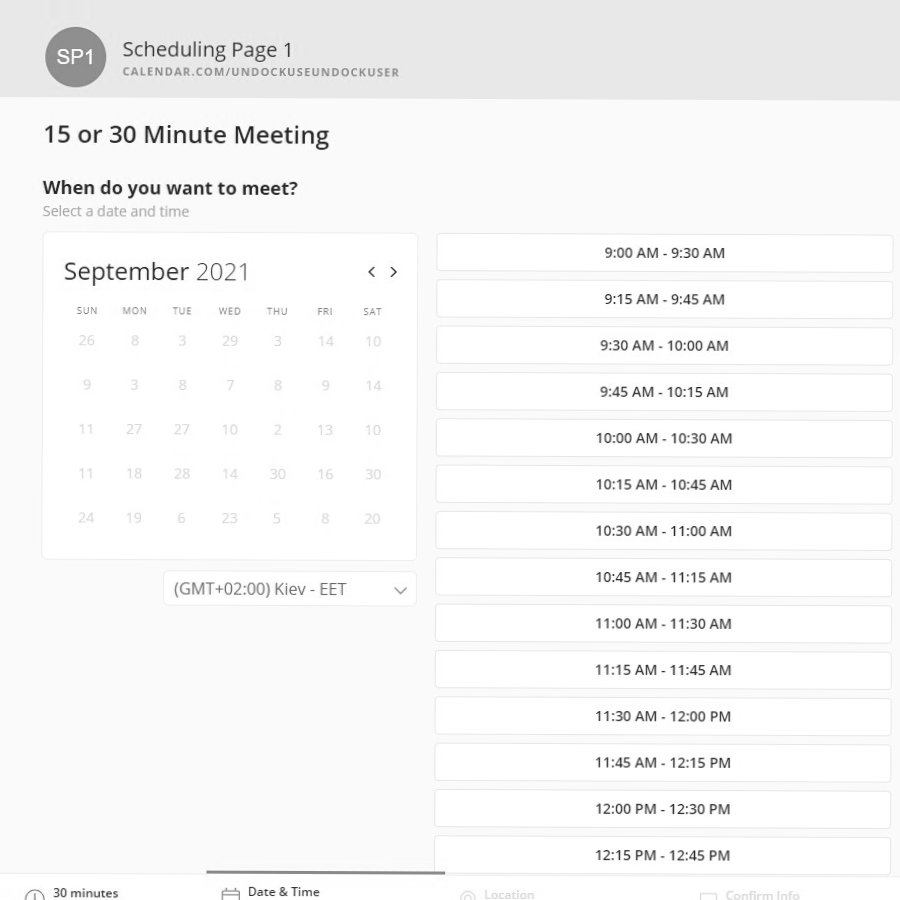 SP1
Scheduling Page 1
CALENDAR.COM/UNDOCKUSEUNDOCKUSER
15 or 30 Minute Meeting
When do you want to meet?
Select a date and time
September 2021
SUN MON TUE WED THU FRI SAT
26 8 3 29 3 14 10
9 3 8 7 8 9 14
11 27 27 10 2 13 10
11 18 28 14 30 16 30
24 19 6 23 5 8 20
(GMT+02:00) Kiev - EET
9:00 AM - 9:30 AM
9:15 AM - 9:45 AM
9:30 AM - 10:00 AM
9:45 AM - 10:15 AM
10:00 AM - 10:30 AM
10:15 AM - 10:45 AM
10:30 AM - 11:00 AM
10:45 AM - 11:15 AM
11:00 AM - 11:30 AM
11:15 AM - 11:45 AM
11:30 AM - 12:00 PM
11:45 AM - 12:15 PM
12:00 PM - 12:30 PM
12:15 PM - 12:45 PM
30 minutes
Date & Time
Location
Confirm Info